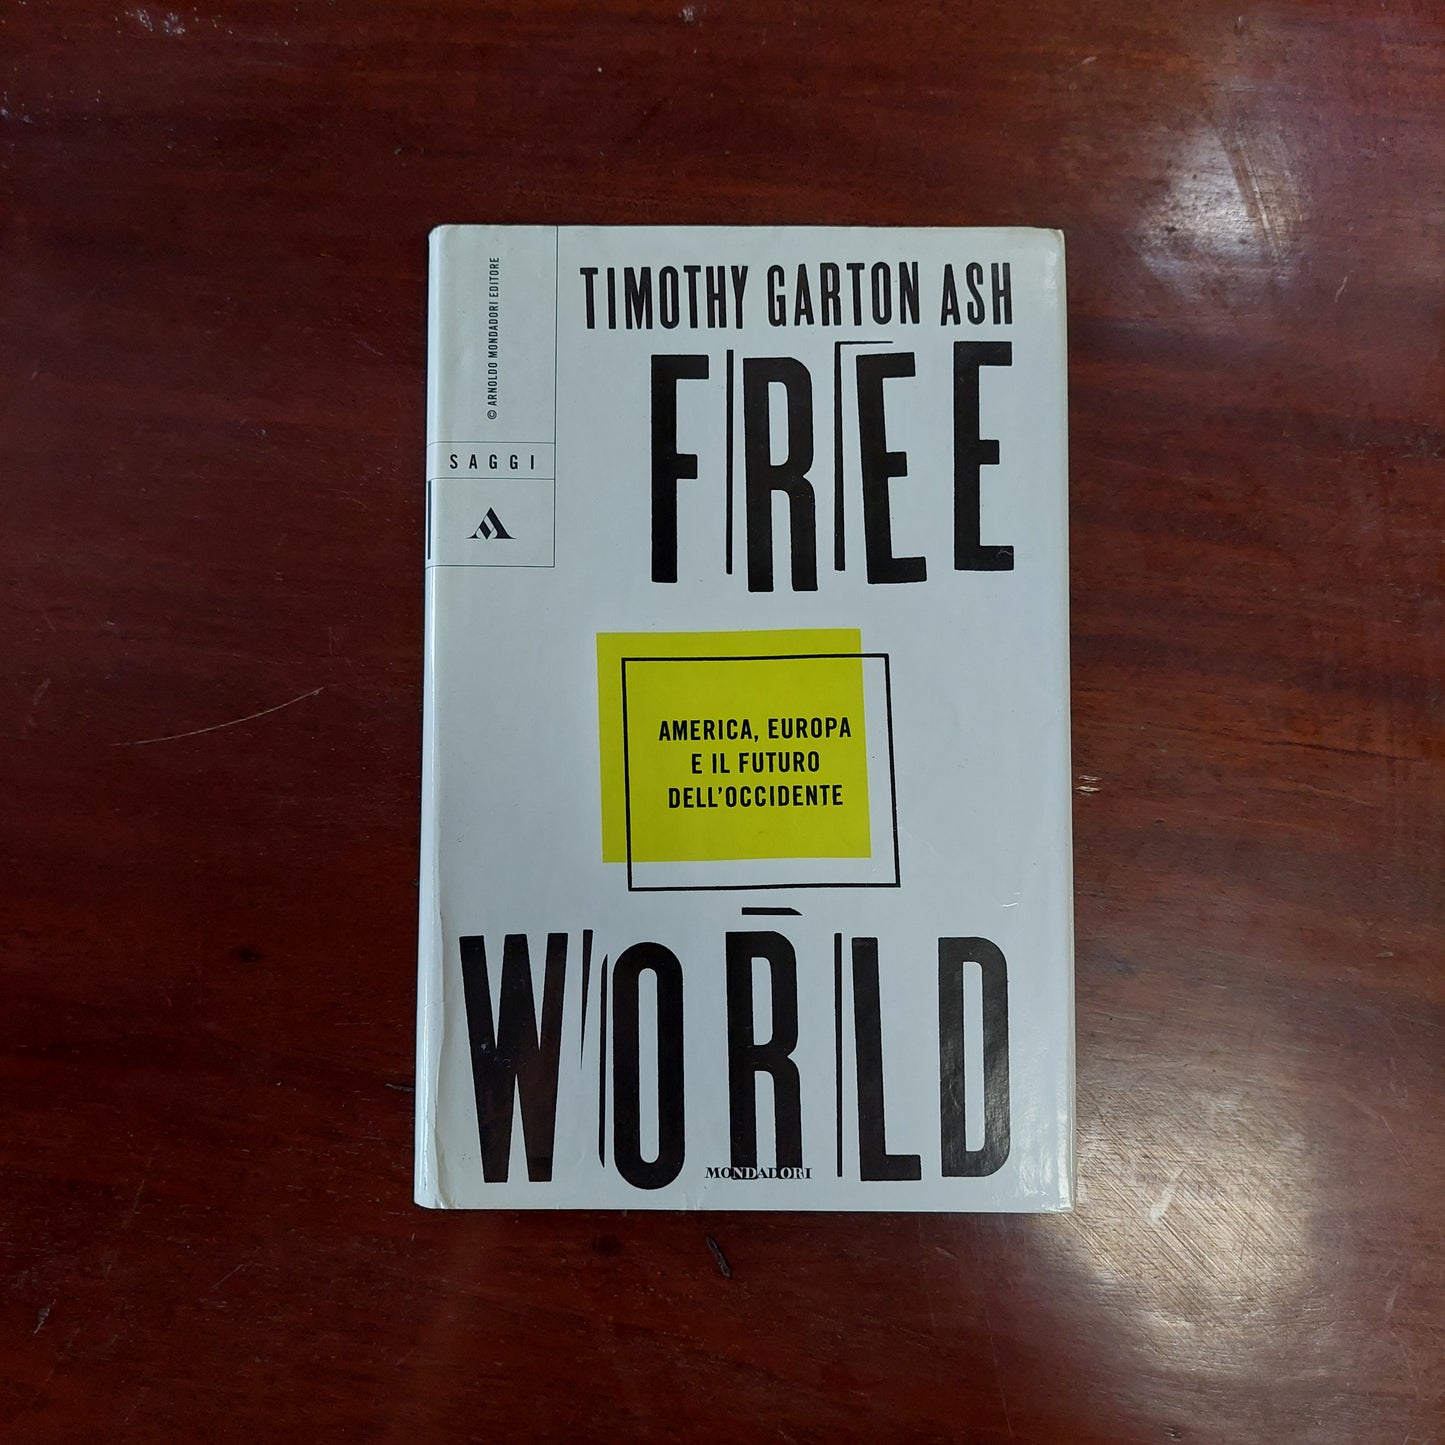 © ARNOLDO MONDADORI EDITORE
SAGGI
TIMOTHY GARTON ASH
FREE
AMERICA, EUROPA
E IL FUTURO
DELL'OCCIDENTE
WORLD
MONDADORI